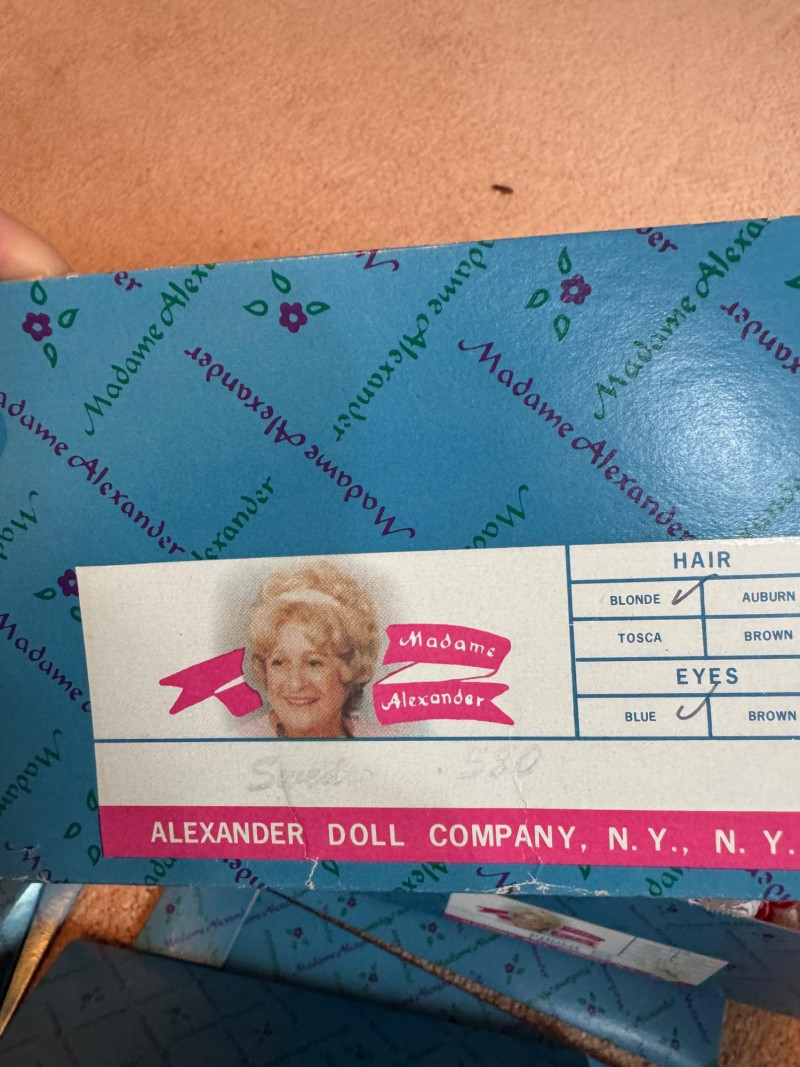 Madame Alexander
Madame Alexander
Madame Alexander
Madame Alexander
Madame
Alexander
HAIR
BLONDE ✓ AUBURN
TOSCA BROWN
EYES
BLUE ✓ BROWN
580
ALEXANDER DOLL COMPANY, N.Y., N.Y.